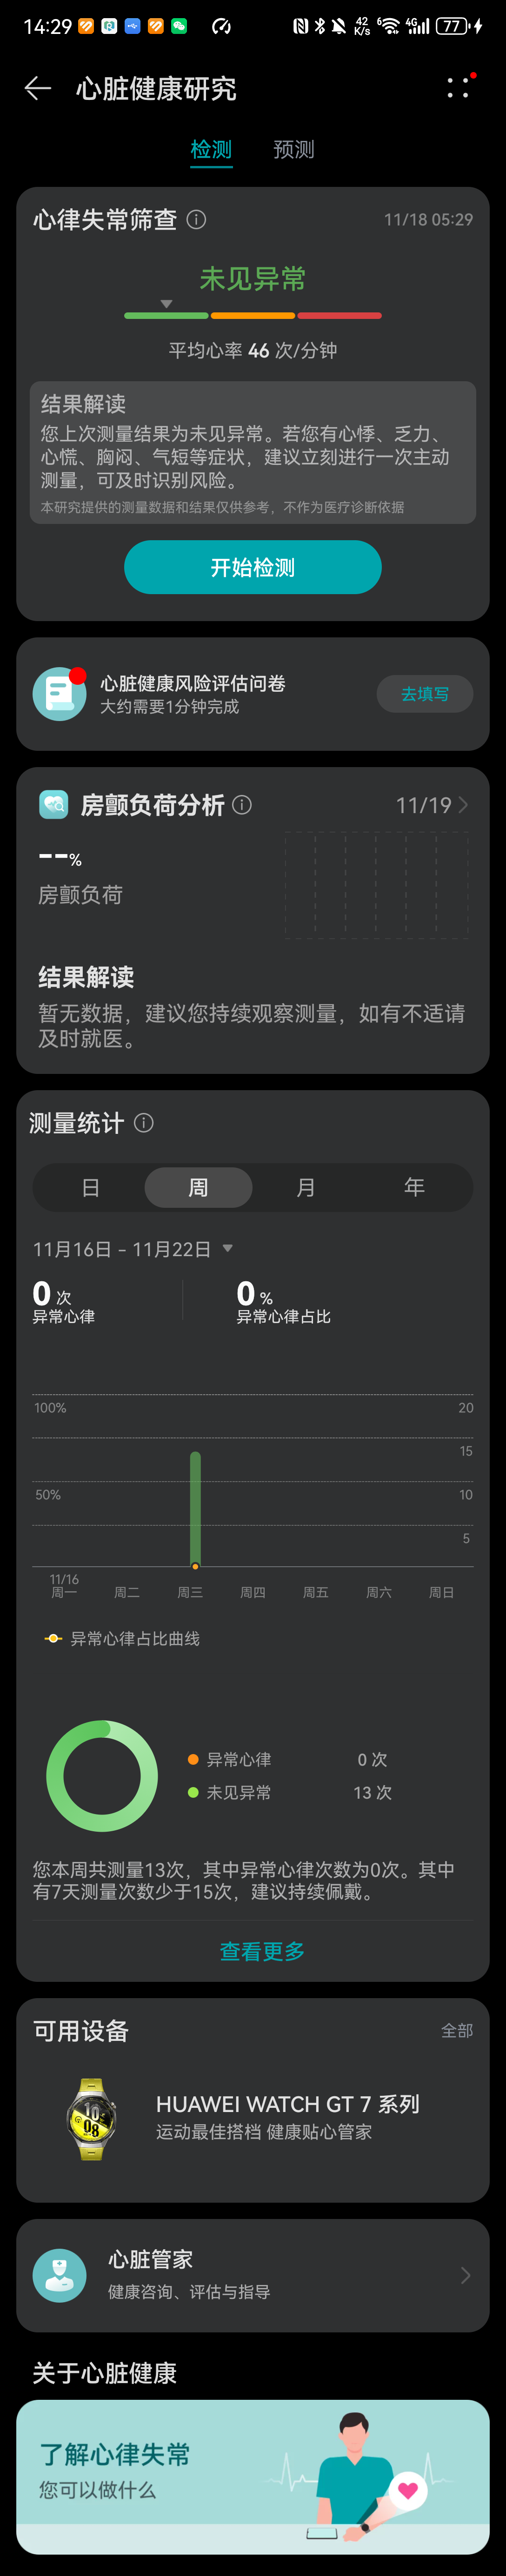 14:29
42 K/s
6
4G
77
心脏健康研究
检测 预测
心律失常筛查 11/18 05:29
未见异常
平均心率 46 次/分钟
结果解读
您上次测量结果为未见异常。若您有心悸、乏力、
心慌、胸闷、气短等症状，建议立刻进行一次主动
测量，可及时识别风险。
本研究提供的测量数据和结果仅供参考，不作为医疗诊断依据
开始检测
心脏健康风险评估问卷
大约需要1分钟完成
去填写
房颤负荷分析 11/19
--%
房颤负荷
结果解读
暂无数据，建议您持续观察测量，如有不适请
及时就医。
测量统计
日 周 月 年
11月16日 - 11月22日
0 次 0 %
异常心律 异常心律占比
100% 20
15
50% 10
5
11/16
周一 周二 周三 周四 周五 周六 周日
异常心律占比曲线
异常心律 0 次
未见异常 13 次
您本周共测量13次，其中异常心律次数为0次。其中
有7天测量次数少于15次，建议持续佩戴。
查看更多
可用设备 全部
10
08
HUAWEI WATCH GT 7 系列
运动最佳搭档 健康贴心管家
心脏管家
健康咨询、评估与指导
关于心脏健康
了解心律失常
您可以做什么